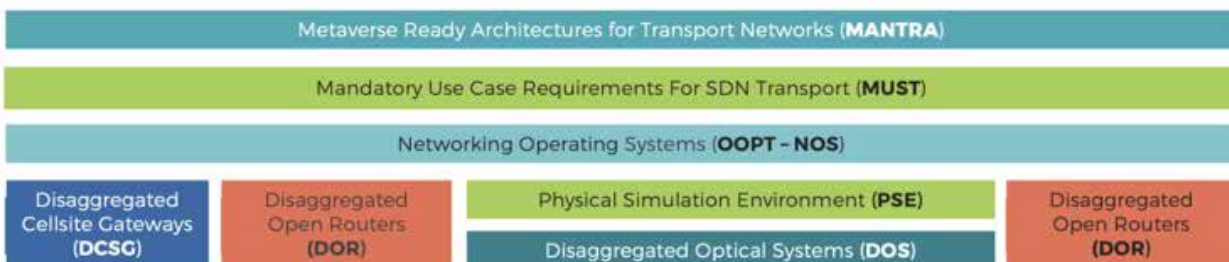 Metaverse Ready Architectures for Transport Networks (MANTRA)
Mandatory Use Case Requirements For SDN Transport (MUST)
Networking Operating Systems (OOPT – NOS)
Disaggregated
Cellsite Gateways
(DCSG)
Disaggregated
Open Routers
(DOR)
Physical Simulation Environment (PSE)
Disaggregated Optical Systems (DOS)
Disaggregated
Open Routers
(DOR)